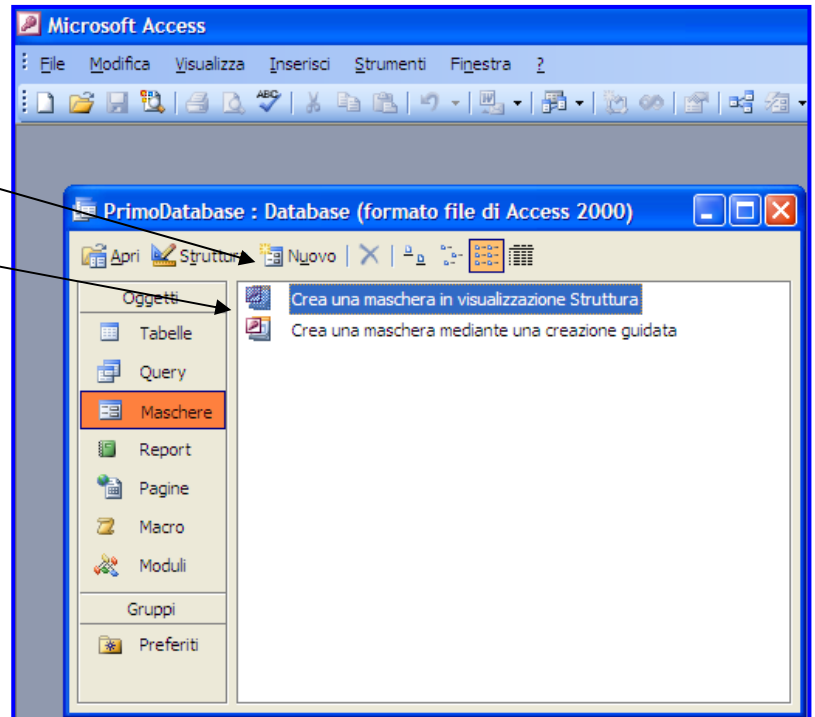 Microsoft Access
File Modifica Visualizza Inserisci Strumenti Finestra ?
ABC
W
PrimoDatabase : Database (formato file di Access 2000)
Apri Struttur Nuovo
Oggetti
Tabelle
Query
Maschere
Report
Pagine
Macro
Moduli
Gruppi
Preferiti
Crea una maschera in visualizzazione Struttura
Crea una maschera mediante una creazione guidata